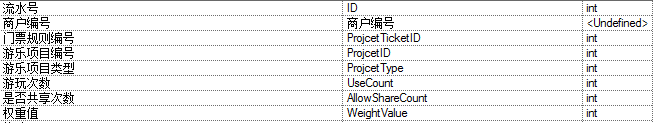 流水号 ID int
商户编号 商户编号 <Undefined>
门票规则编号 ProjcetTicketID int
游乐项目编号 ProjcetID int
游乐项目类型 ProjcetType int
游玩次数 UseCount int
是否共享次数 AllowShareCount int
权重值 WeightValue int